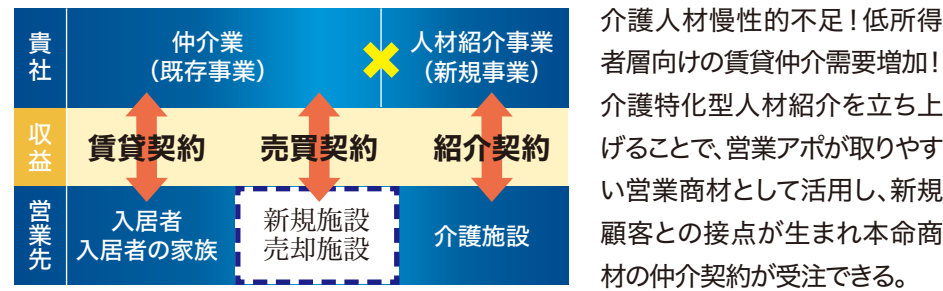 貴社
仲介業
（既存事業）
人材紹介事業
（新規事業）
収益
賃貸契約
売買契約
紹介契約
営業先
入居者
入居者の家族
新規施設
売却施設
介護施設
介護人材慢性的不足！低所得
者層向けの賃貸仲介需要増加！
介護特化型人材紹介を立ち上
げることで、営業アポが取りやす
い営業商材として活用し、新規
顧客との接点が生まれ本命商
材の仲介契約が受注できる。